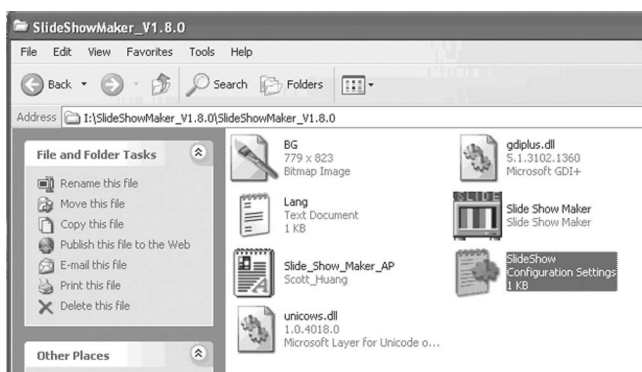 SlideShowMaker_V1.8.0
File Edit View Favorites Tools Help
Back Search Folders
Address I:\SlideShowMaker_V1.8.0\SlideShowMaker_V1.8.0
File and Folder Tasks
Rename this file
Move this file
Copy this file
Publish this file to the Web
E-mail this file
Print this file
Delete this file
Other Places
BG
779 x 823
Bitmap Image
gdiplus.dll
5.1.3102.1360
Microsoft GDI+
Lang
Text Document
1 KB
SLIDE
Slide Show Maker
Slide Show Maker
Slide_Show_Maker_AP
Scott_Huang
SlideShow
Configuration Settings
1 KB
unicows.dll
1.0.4018.0
Microsoft Layer for Unicode o...